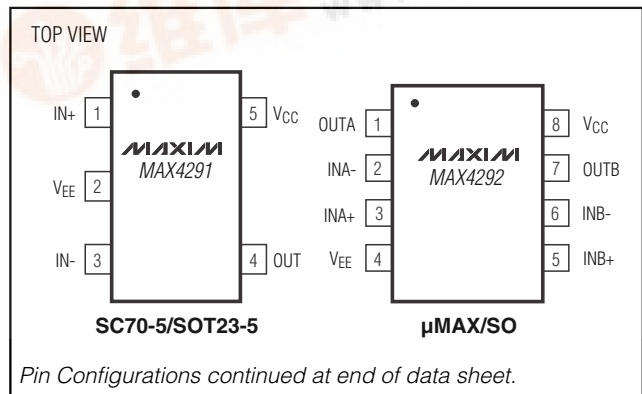 TOP VIEW
IN+ 1
VEE 2
IN- 3
5 VCC
4 OUT
MAXIM
MAX4291
SC70-5/SOT23-5
OUTA 1
INA- 2
INA+ 3
VEE 4
8 VCC
7 OUTB
6 INB-
5 INB+
MAXIM
MAX4292
µMAX/SO
Pin Configurations continued at end of data sheet.